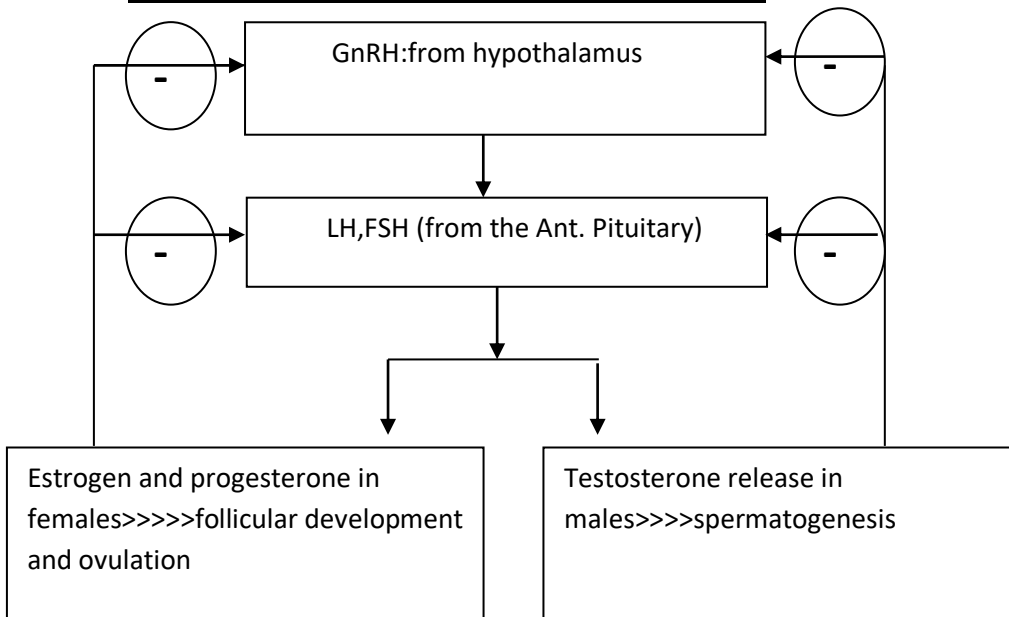 GnRH:from hypothalamus
-
-
LH,FSH (from the Ant. Pituitary)
-
-
Estrogen and progesterone in
females>>>>>follicular development
and ovulation
Testosterone release in
males>>>>spermatogenesis